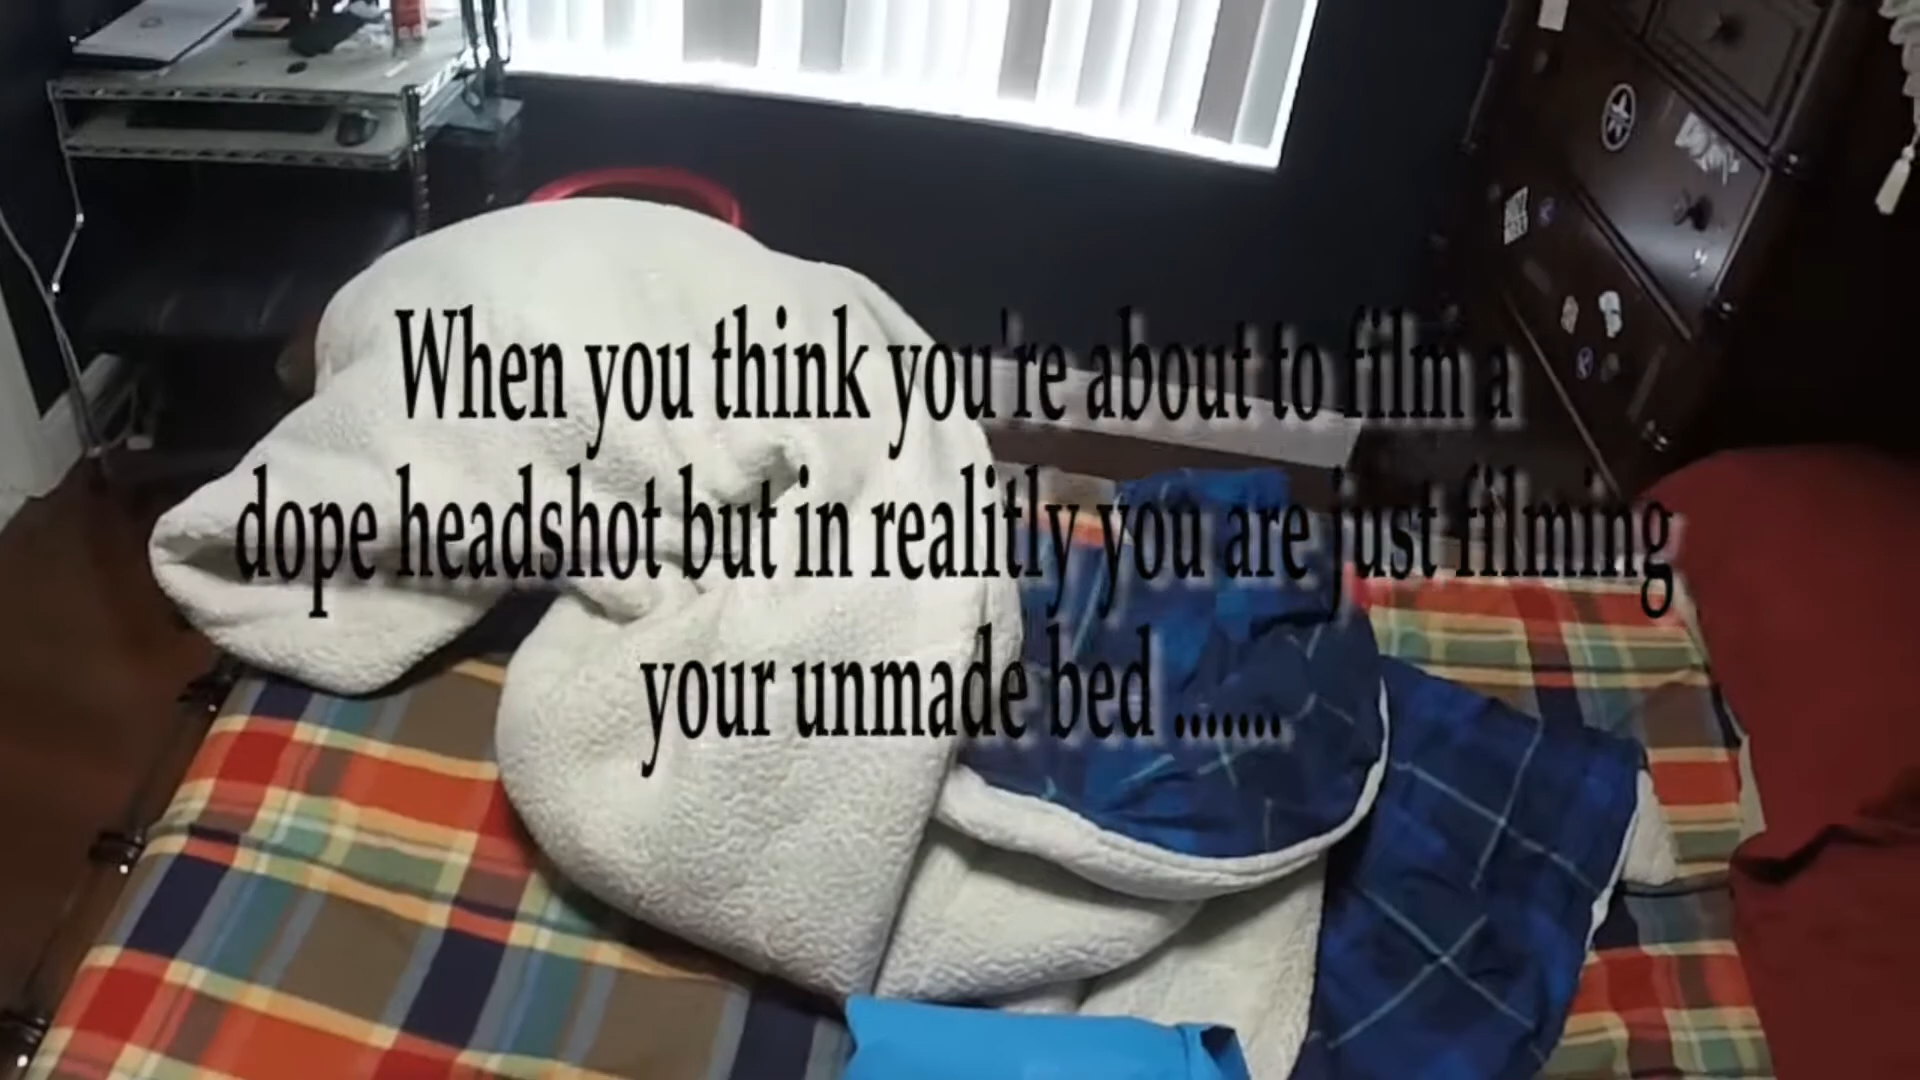 When you think you're about to film a
dope headshot but in realitly you are just filming
your unmade bed .......